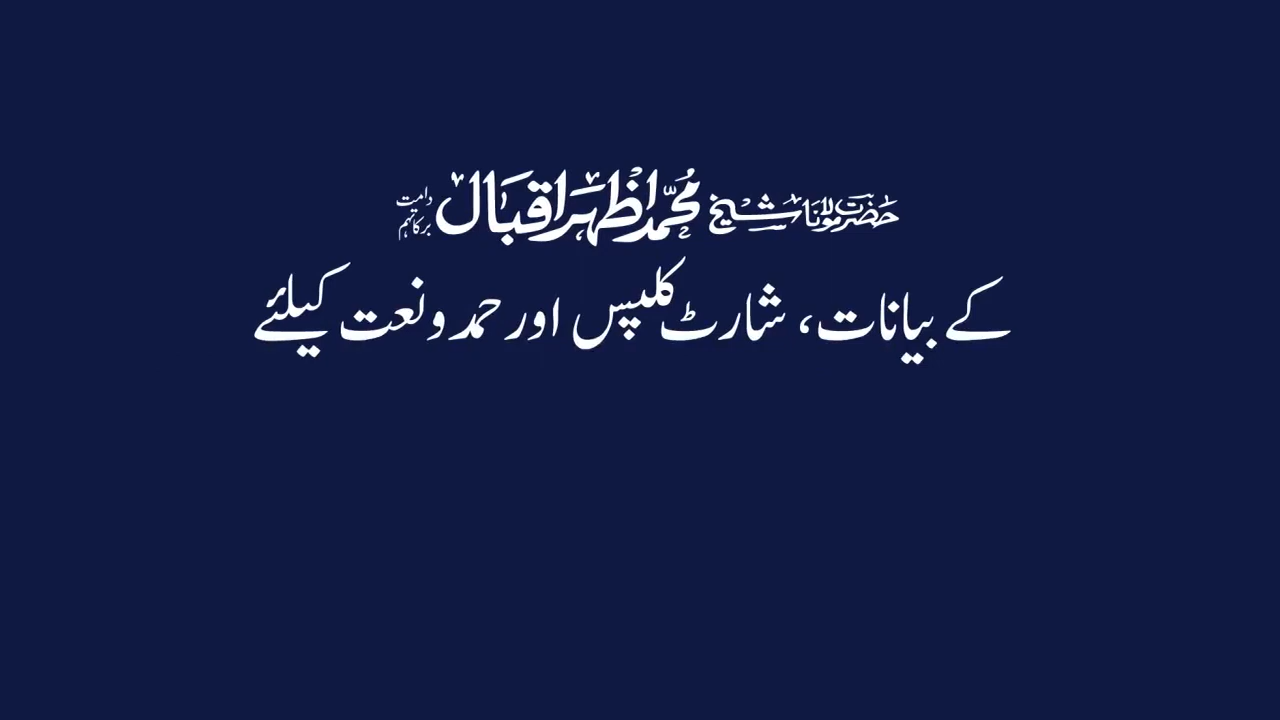 حضرت مولانا شیخ محمد اظہر اقبال دامت برکاتہم
کے بیانات، شارٹ کلپس اور حمد و نعت کیلئے